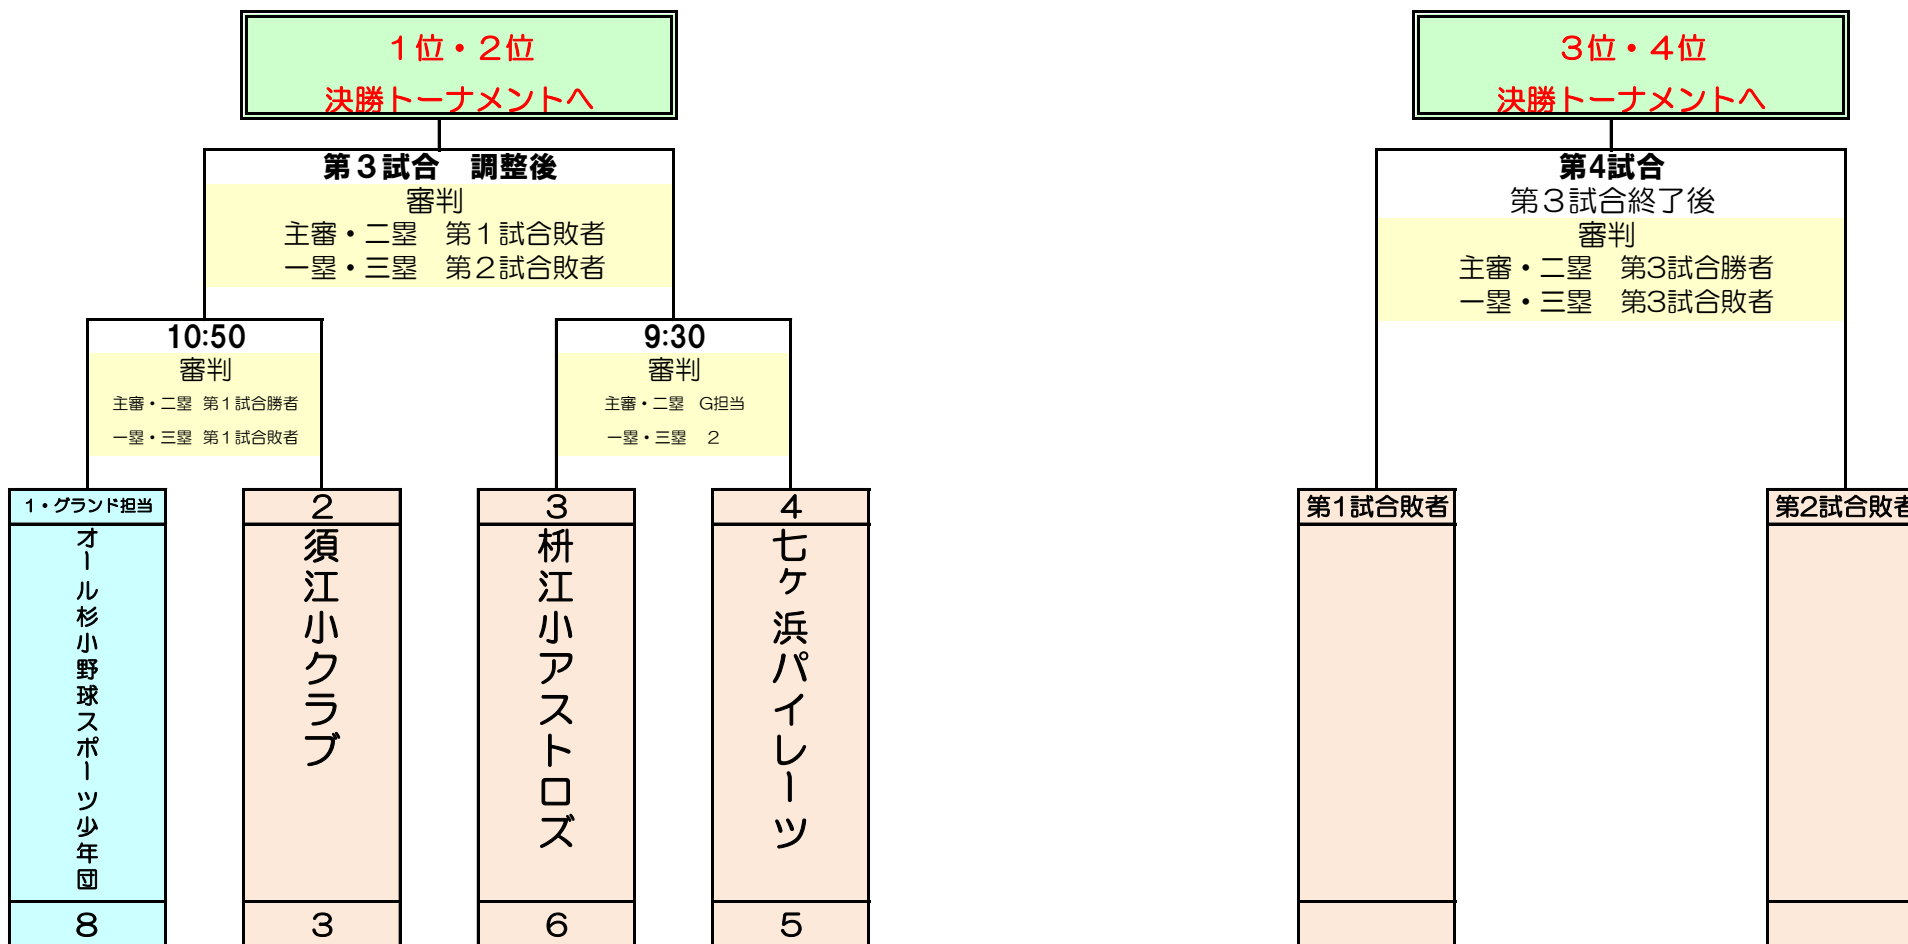 １位・２位
決勝トーナメントへ
第３試合　調整後
審判
主審・二塁　第１試合敗者
一塁・三塁　第２試合敗者
10:50
審判
主審・二塁 第１試合勝者
一塁・三塁 第１試合敗者
9:30
審判
主審・二塁　G担当
一塁・三塁　２
1・グランド担当
オール杉小野球スポーツ少年団
8
2
須江小クラブ
3
3
枡江小アストロズ
6
4
七ヶ浜パイレーツ
5
３位・４位
決勝トーナメントへ
第4試合
第３試合終了後
審判
主審・二塁　第3試合勝者
一塁・三塁　第3試合敗者
第1試合敗者
第2試合敗者